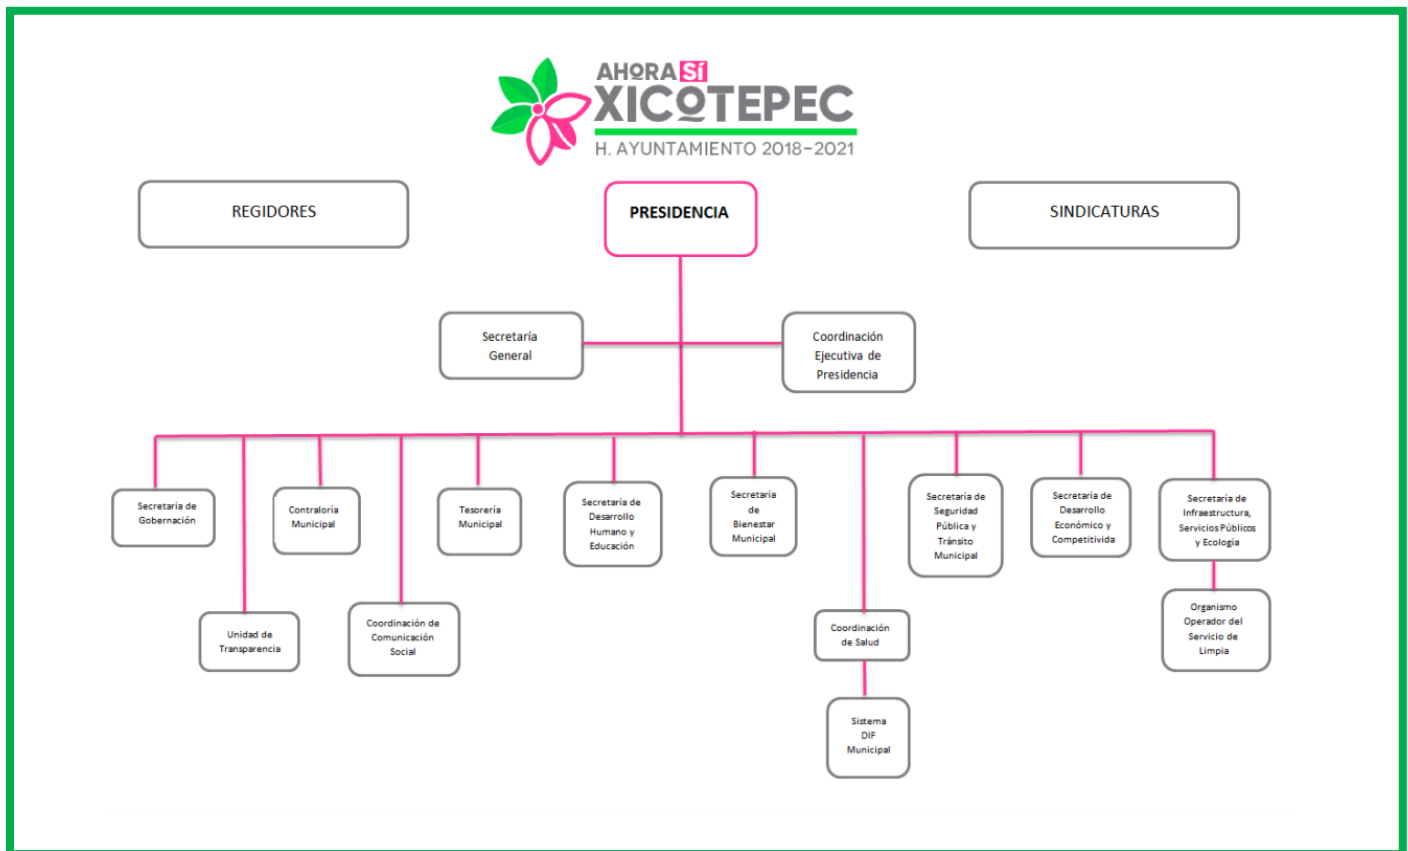 AHORA SÍ
XICOTEPEC
H. AYUNTAMIENTO 2018-2021
REGIDORES
PRESIDENCIA
SINDICATURAS
Secretaría
General
Coordinación
Ejecutiva de
Presidencia
Secretaría de
Gobernación
Contraloría
Municipal
Tesorería
Municipal
Secretaría de
Desarrollo
Humano y
Educación
Secretaría
de
Bienestar
Municipal
Secretaría de
Seguridad
Pública y
Tránsito
Municipal
Secretaría de
Desarrollo
Económico y
Competitivida
Secretaría de
Infraestructura,
Servicios Públicos
y Ecología
Unidad de
Transparencia
Coordinación de
Comunicación
Social
Coordinación
de Salud
Organismo
Operador del
Servicio de
Limpia
Sistema
DIF
Municipal